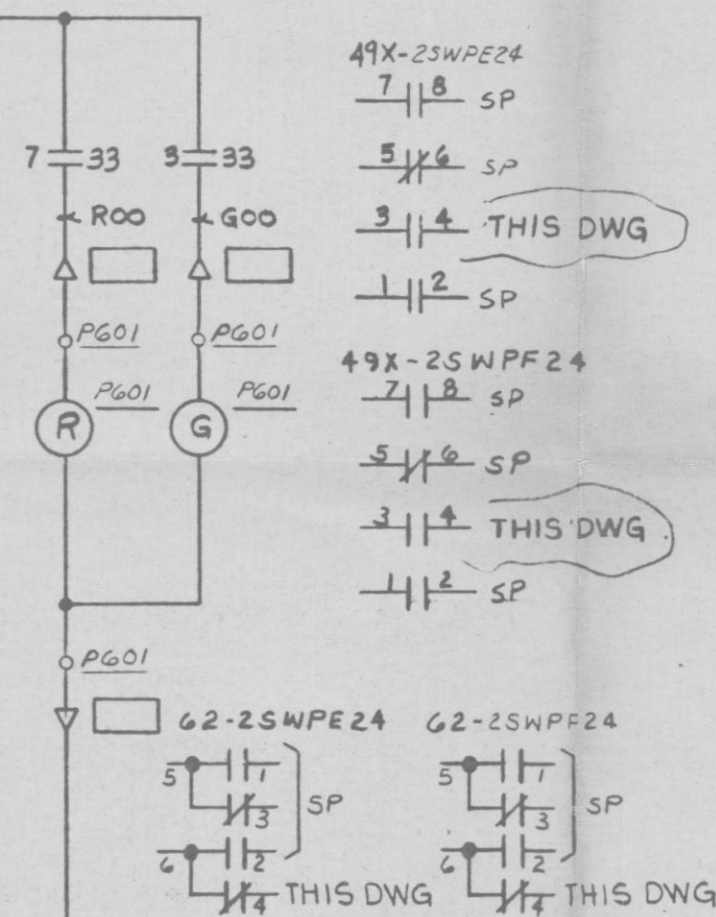 7 33 3 33
R00 G00
P601 P601
P601 P601
R G
P601
49X-2SWPE24
7 8 SP
5 6 SP
3 4 THIS DWG
1 2 SP
49X-2SWPF24
7 8 SP
5 6 SP
3 4 THIS DWG
1 2 SP
62-2SWPE24
5 1
3
SP
6 2
4 THIS DWG
62-2SWPF24
5 1
3
SP
6 2
4 THIS DWG